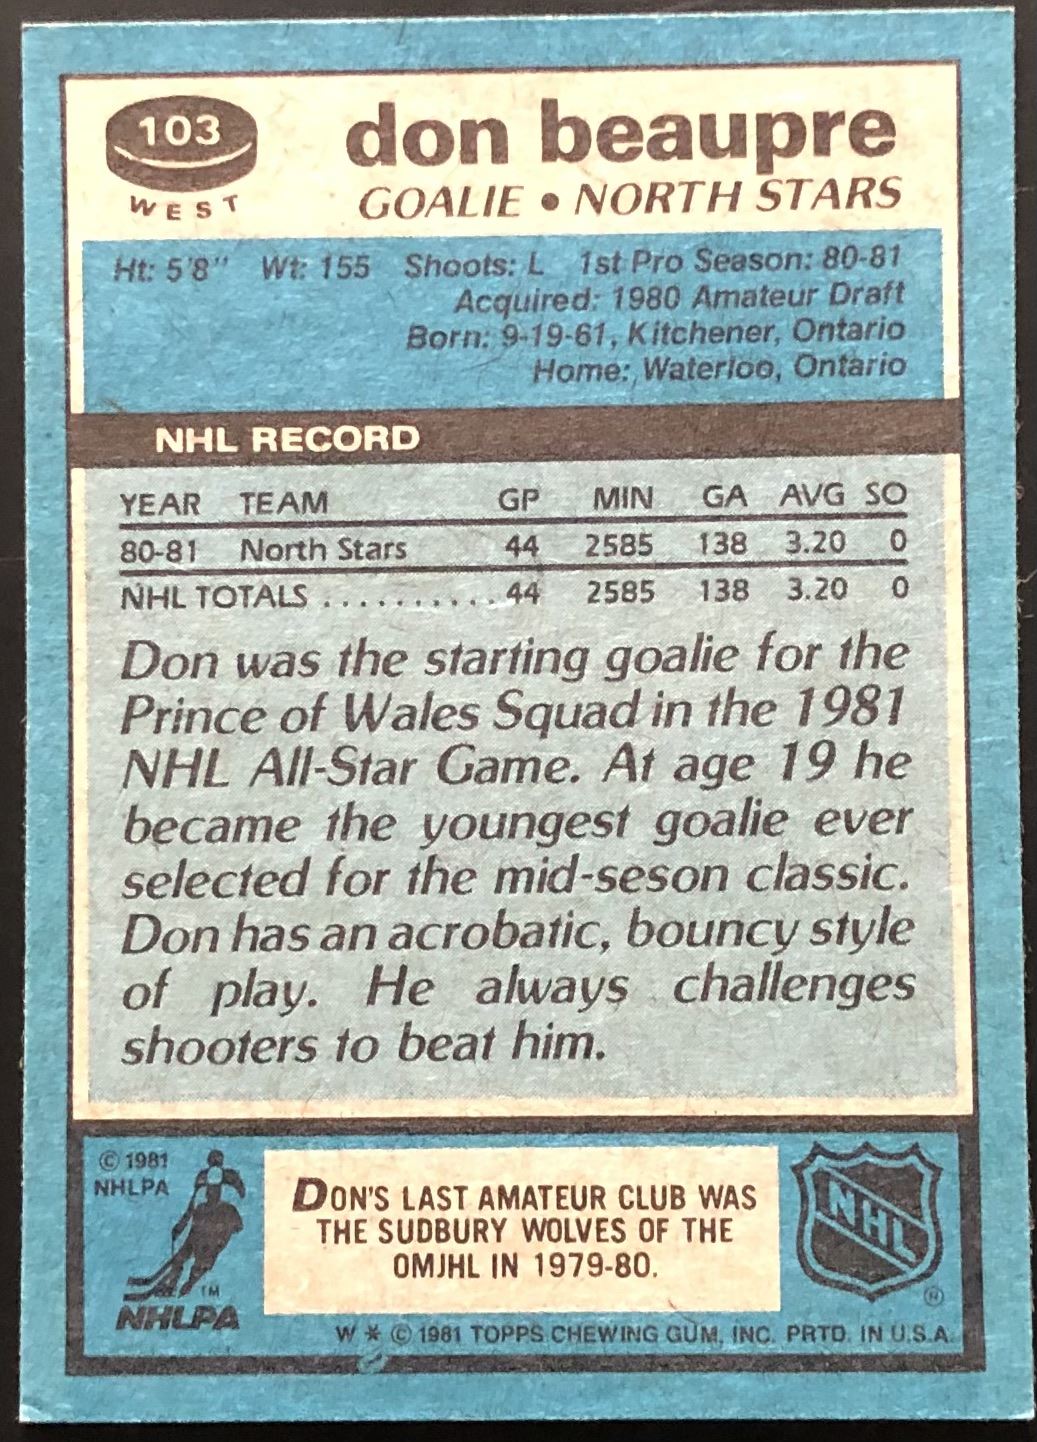 103
WEST
don beaupre
GOALIE • NORTH STARS
Ht: 5'8" Wt: 155 Shoots: L 1st Pro Season: 80-81
Acquired: 1980 Amateur Draft
Born: 9-19-61, Kitchener, Ontario
Home: Waterloo, Ontario
NHL RECORD
YEAR TEAM GP MIN GA AVG SO
80-81 North Stars 44 2585 138 3.20 0
NHL TOTALS .......... 44 2585 138 3.20 0
Don was the starting goalie for the
Prince of Wales Squad in the 1981
NHL All-Star Game. At age 19 he
became the youngest goalie ever
selected for the mid-seson classic.
Don has an acrobatic, bouncy style
of play. He always challenges
shooters to beat him.
© 1981
NHLPA
TM
NHLPA
DON'S LAST AMATEUR CLUB WAS
THE SUDBURY WOLVES OF THE
OMJHL IN 1979-80.
NHL
®
W * © 1981 TOPPS CHEWING GUM, INC. PRTD. IN U.S.A.